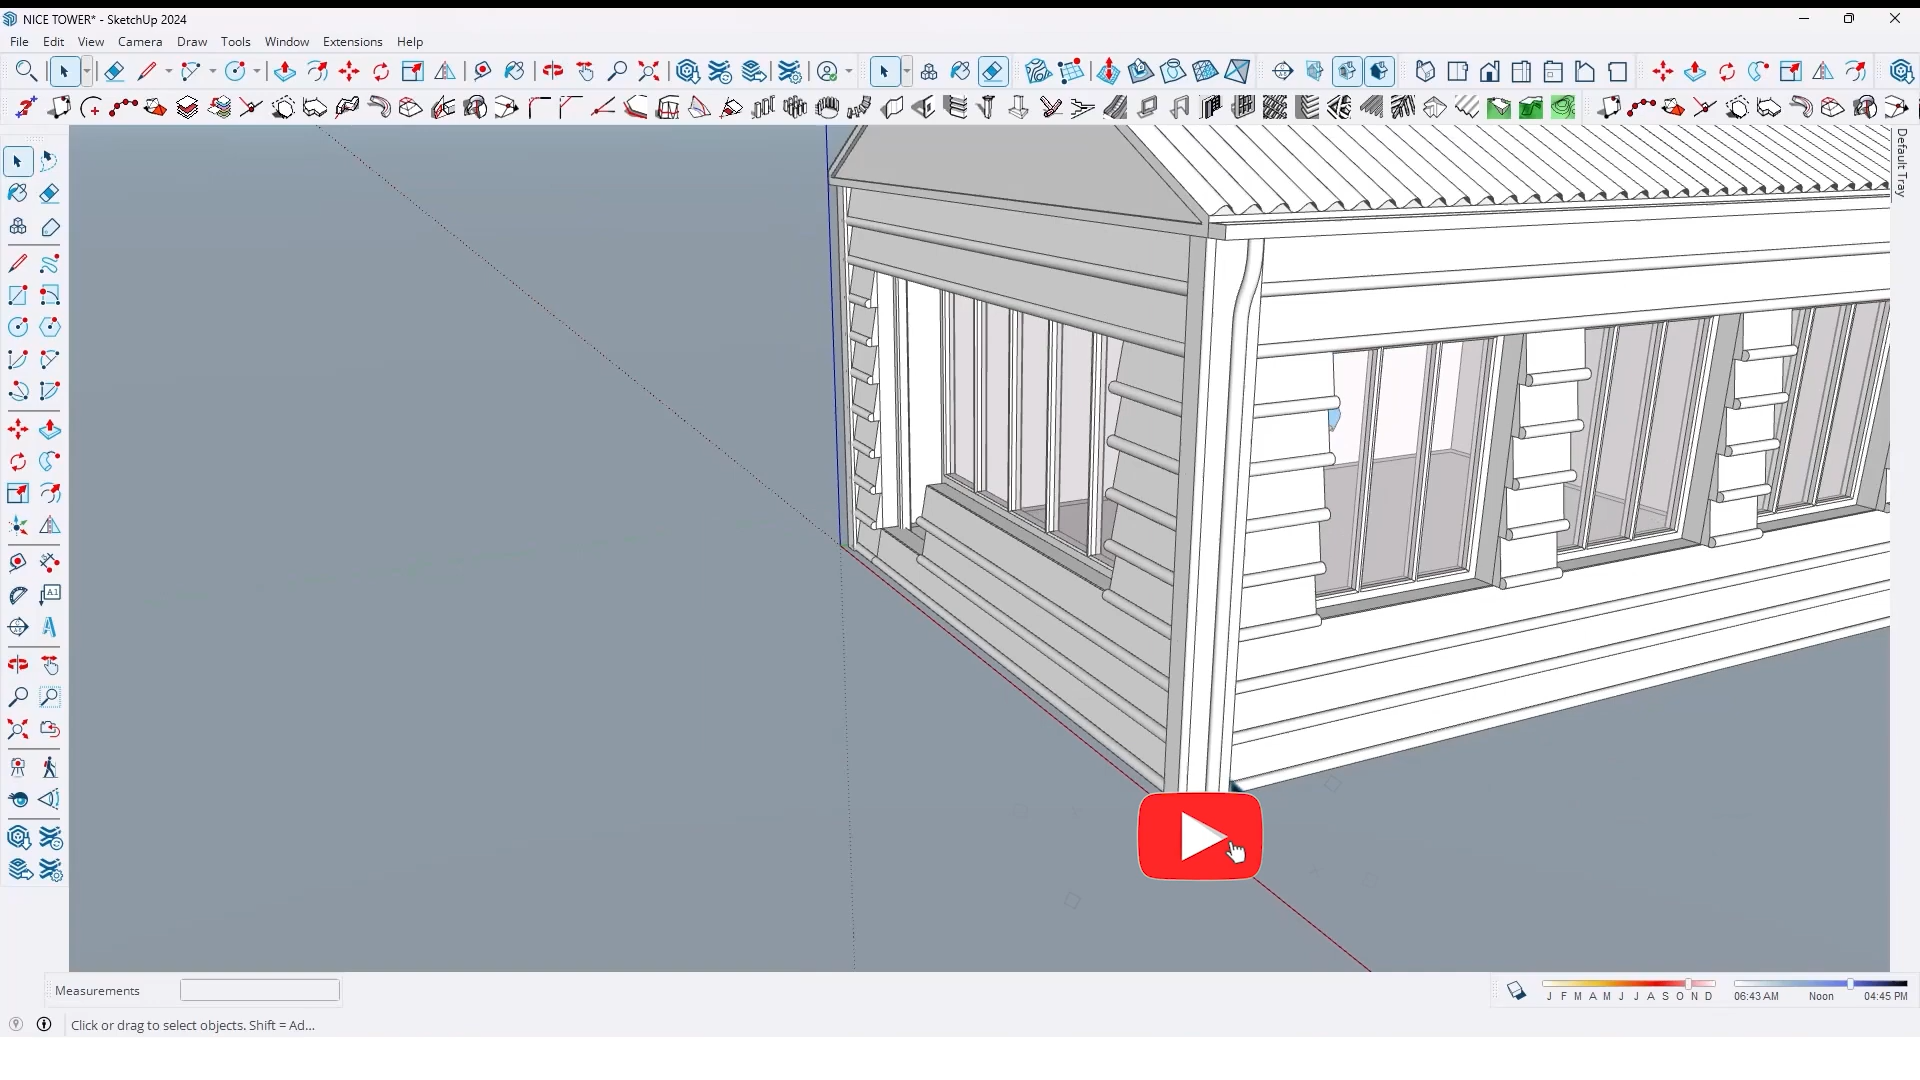 NICE TOWER* - SketchUp 2024
File Edit View Camera Draw Tools Window Extensions Help
Default Tray
A1
Measurements
J F M A M J J A S O N D
06:43 AM Noon 04:45 PM
Click or drag to select objects. Shift = Ad...